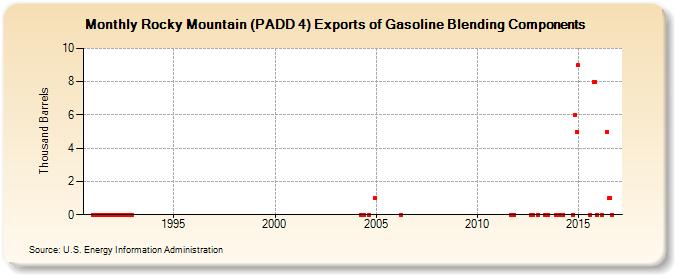 Monthly Rocky Mountain (PADD 4) Exports of Gasoline Blending Components
Thousand Barrels
10
8
6
4
2
0
1995 2000 2005 2010 2015
Source: U.S. Energy Information Administration